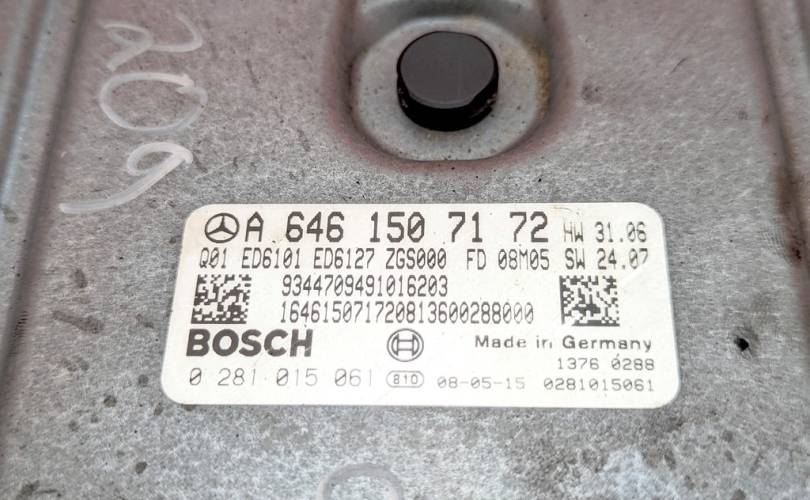 209
A 646 150 71 72 HW 31.06
Q01 ED6101 ED6127 ZGS000 FD 08M05 SW 24.07
9344709491016203
164615071720813600288000
BOSCH Made in Germany
1376 0288
0 281 015 061 810 08-05-15 0281015061